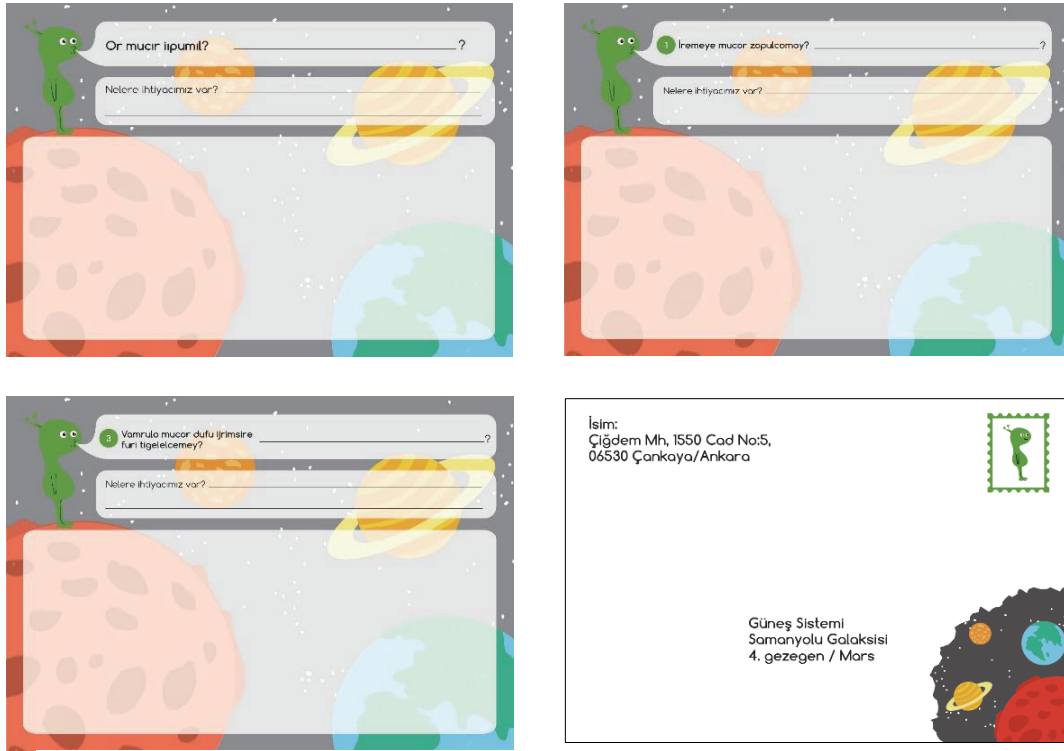 Or mucır iıpumıl? ?
Nelere ihtiyacımız var?
1 İremeye mucor zopulcomoy? ?
Nelere ihtiyacımız var?
3 Vamrulo mucor dufu ijrimsire ?
furi tigelelcemey?
Nelere ihtiyacımız var?
İsim:
Çiğdem Mh, 1550 Cad No:5,
06530 Çankaya/Ankara
Güneş Sistemi
Samanyolu Galaksisi
4. gezegen / Mars